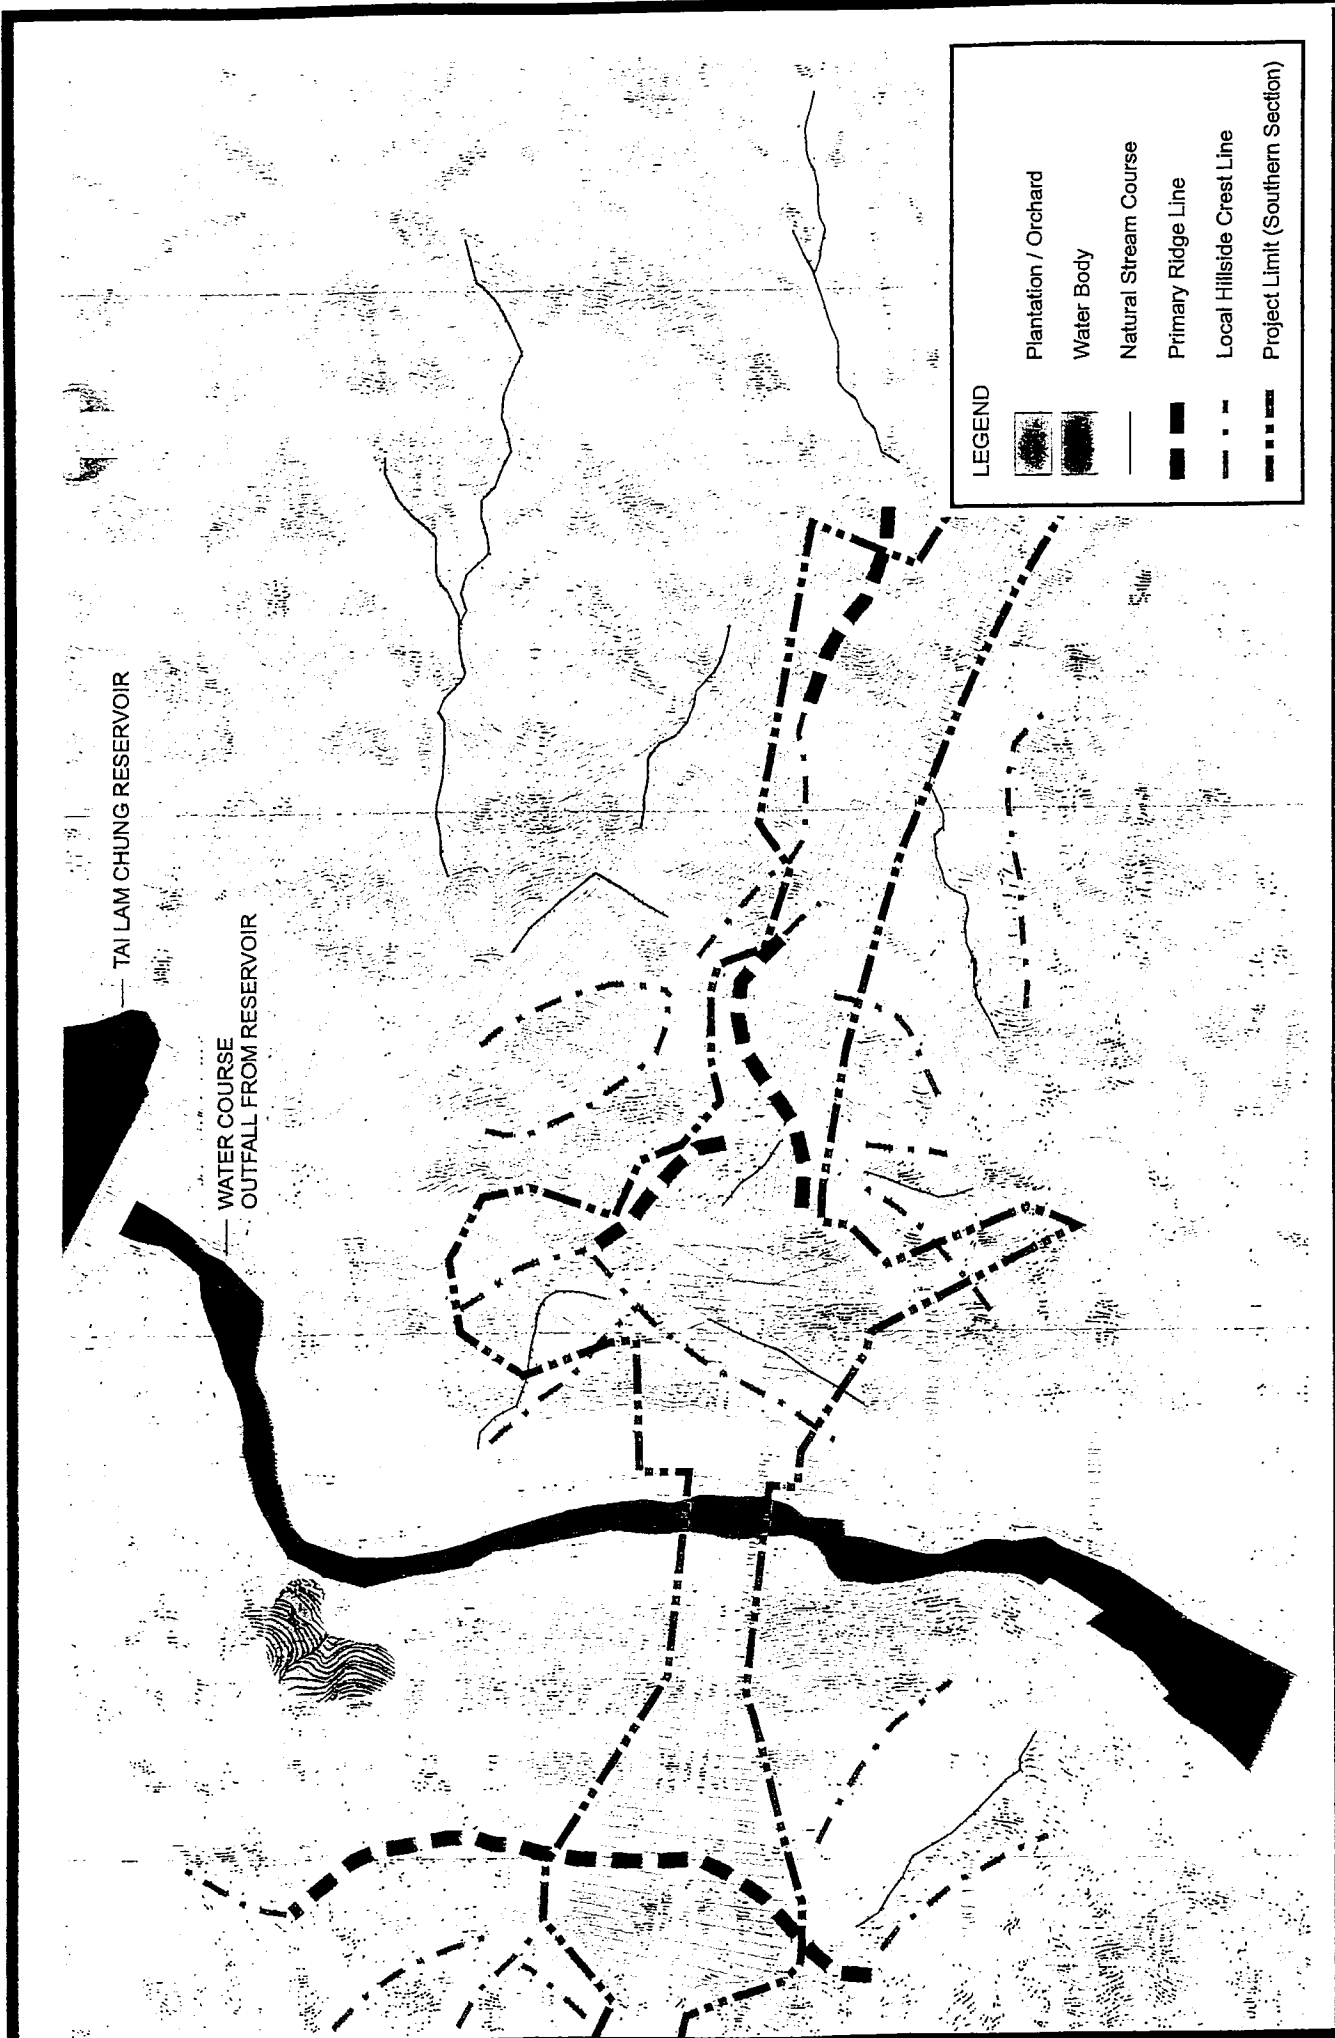 TAI LAM CHUNG RESERVOIR
WATER COURSE
OUTFALL FROM RESERVOIR
LEGEND
Plantation / Orchard
Water Body
Natural Stream Course
Primary Ridge Line
Local Hillside Crest Line
Project Limit (Southern Section)